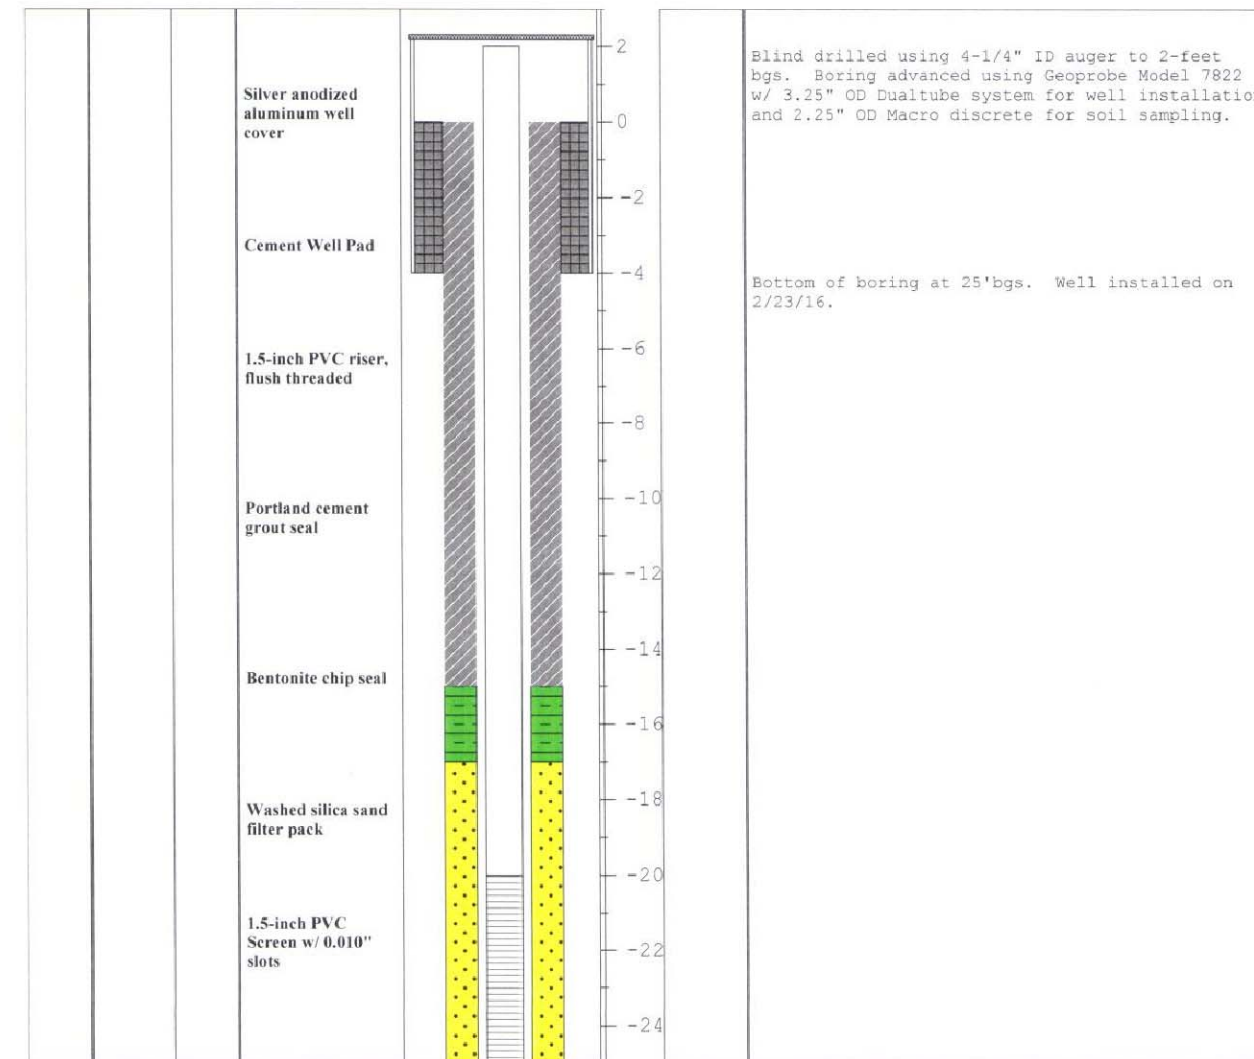 Silver anodized
aluminum well
cover
Cement Well Pad
1.5-inch PVC riser,
flush threaded
Portland cement
grout seal
Bentonite chip seal
Washed silica sand
filter pack
1.5-inch PVC
Screen w/ 0.010"
slots
2
0
-2
-4
-6
-8
-10
-12
-14
-16
-18
-20
-22
-24
Blind drilled using 4-1/4" ID auger to 2-feet
bgs. Boring advanced using Geoprobe Model 7822
w/ 3.25" OD Dualtube system for well installatio
and 2.25" OD Macro discrete for soil sampling.
Bottom of boring at 25'bgs. Well installed on
2/23/16.